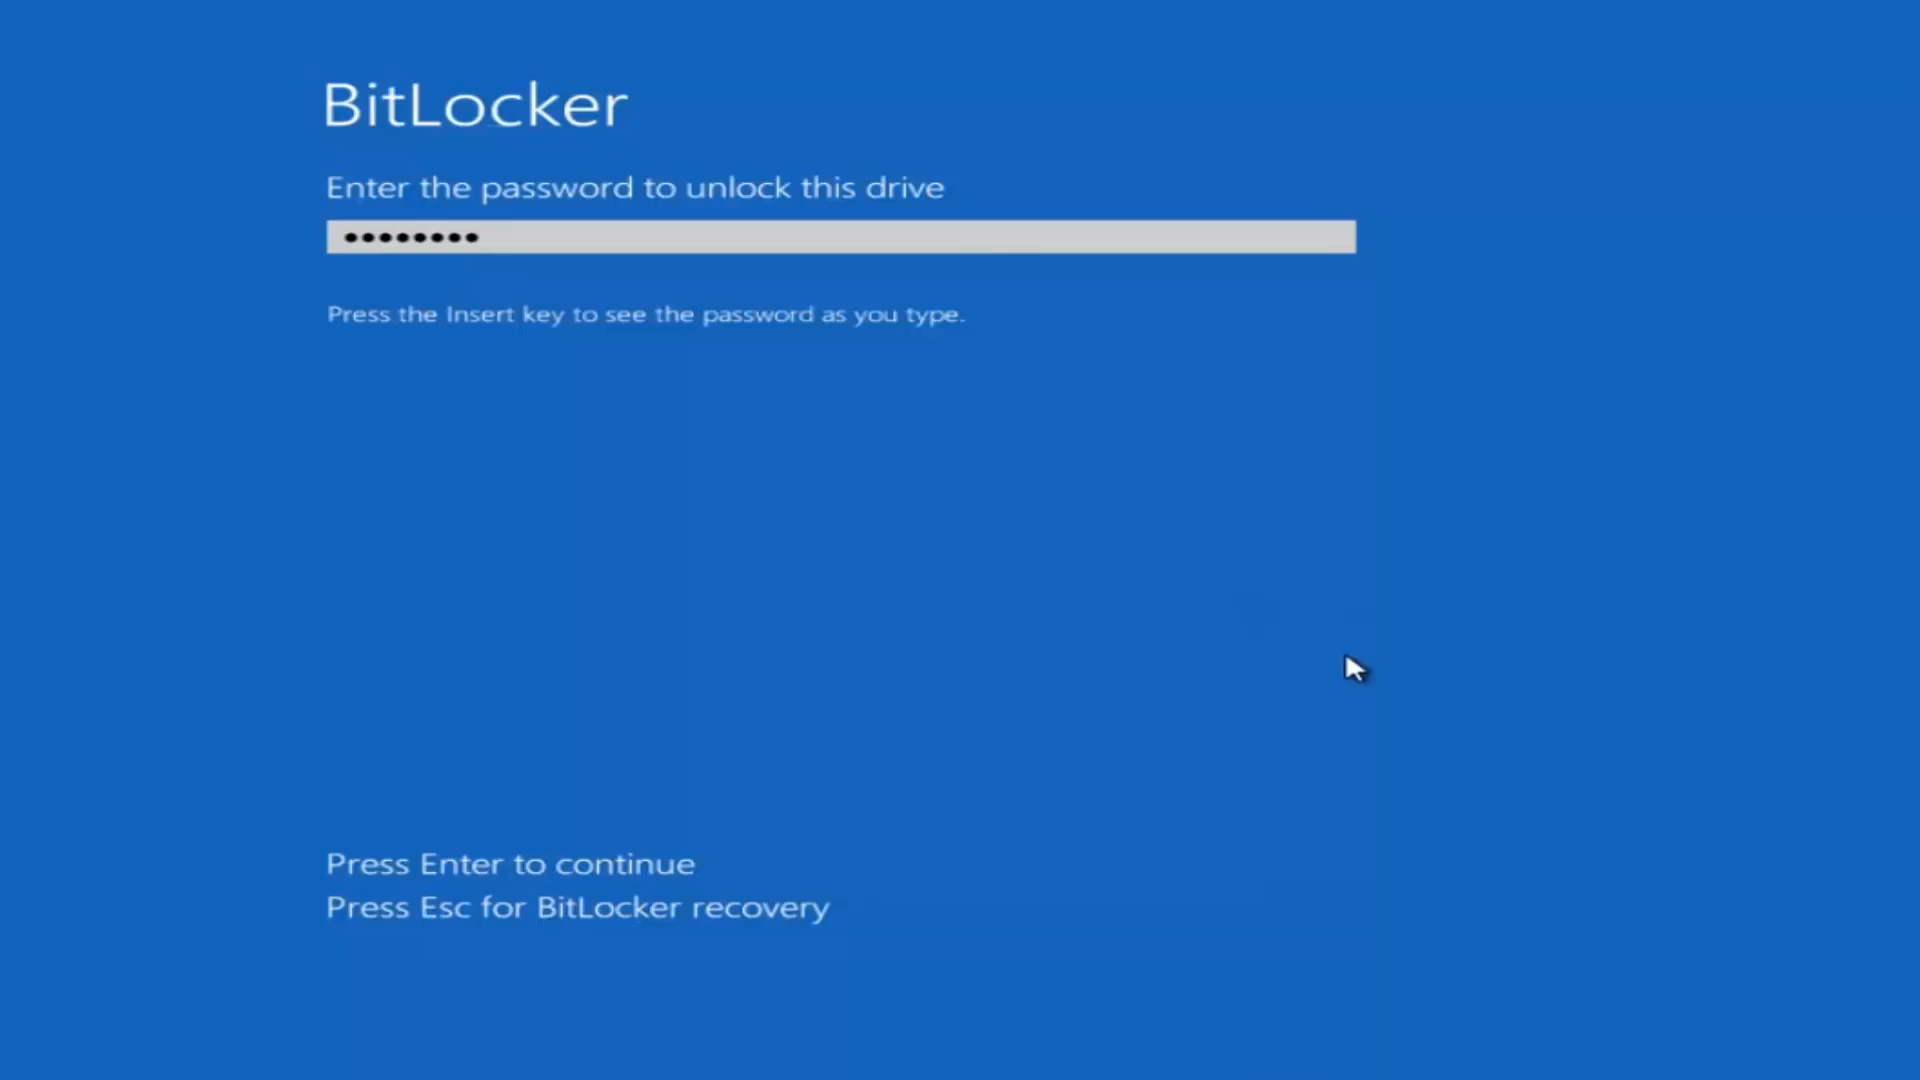 BitLocker
Enter the password to unlock this drive
••••••••
Press the Insert key to see the password as you type.
Press Enter to continue
Press Esc for BitLocker recovery